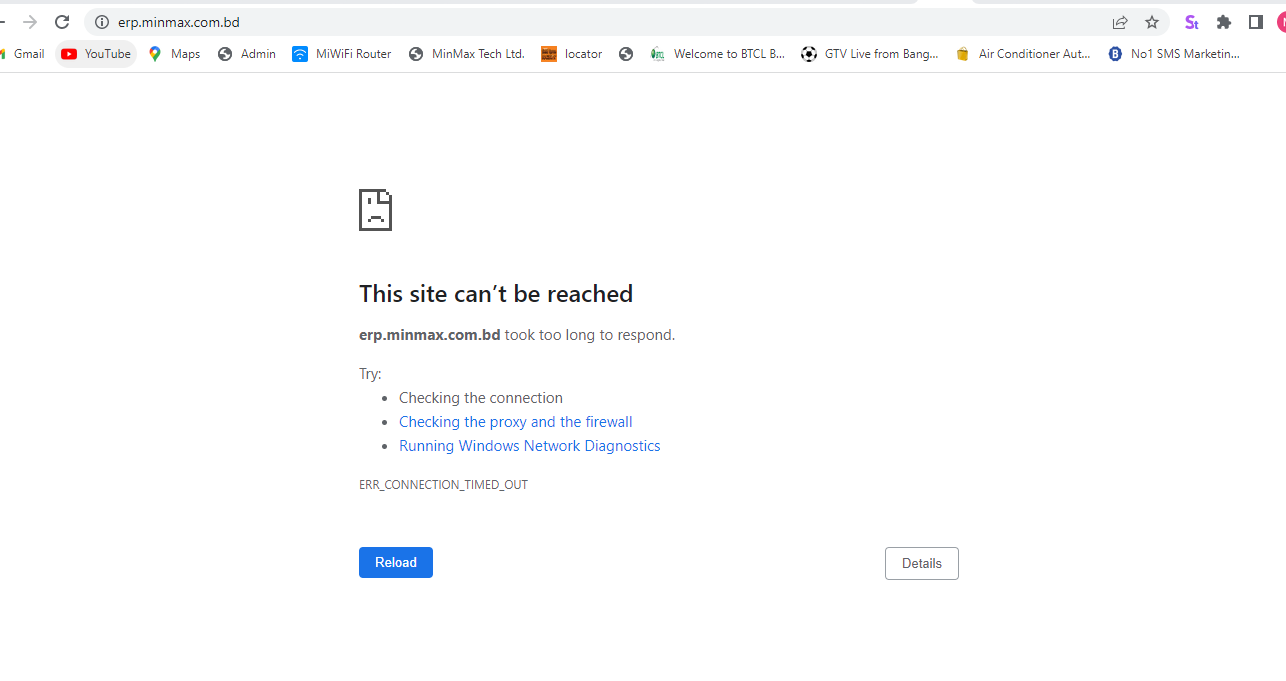 erp.minmax.com.bd
St
Gmail YouTube Maps Admin MiWiFi Router MinMax Tech Ltd. locator Welcome to BTCL B... GTV Live from Bang... Air Conditioner Aut... B No1 SMS Marketin...
This site can't be reached
erp.minmax.com.bd took too long to respond.
Try:
• Checking the connection
• Checking the proxy and the firewall
• Running Windows Network Diagnostics
ERR_CONNECTION_TIMED_OUT
Reload Details